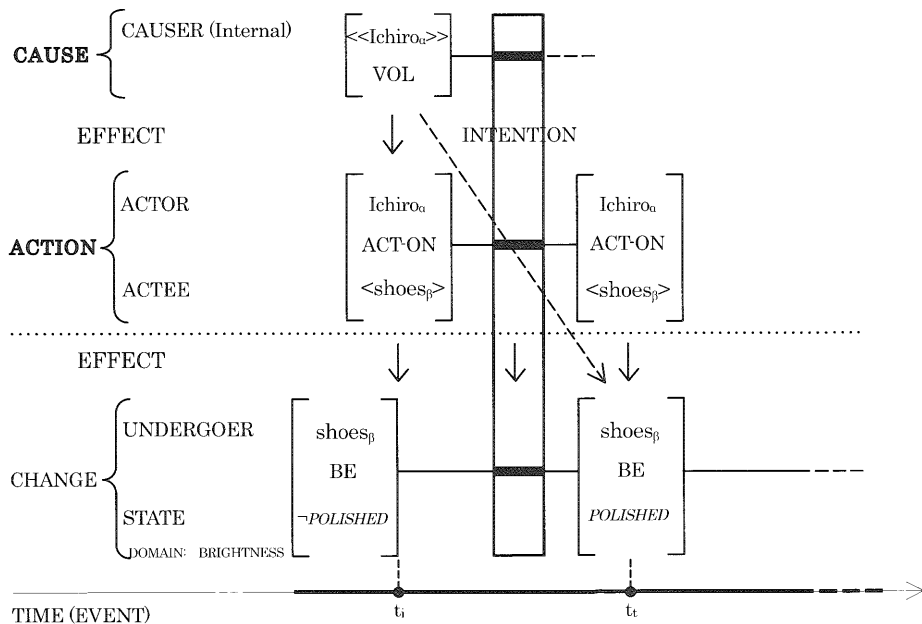 CAUSER (Internal)
<<Ichiroα>>
CAUSE
VOL
EFFECT
INTENTION
ACTOR
Ichiroα
Ichiroα
ACTION
ACT-ON
ACT-ON
ACTEE
<shoesβ>
<shoesβ>
EFFECT
UNDERGOER
shoesβ
shoesβ
CHANGE
BE
BE
STATE
¬POLISHED
POLISHED
DOMAIN: BRIGHTNESS
TIME (EVENT)
ti
tt